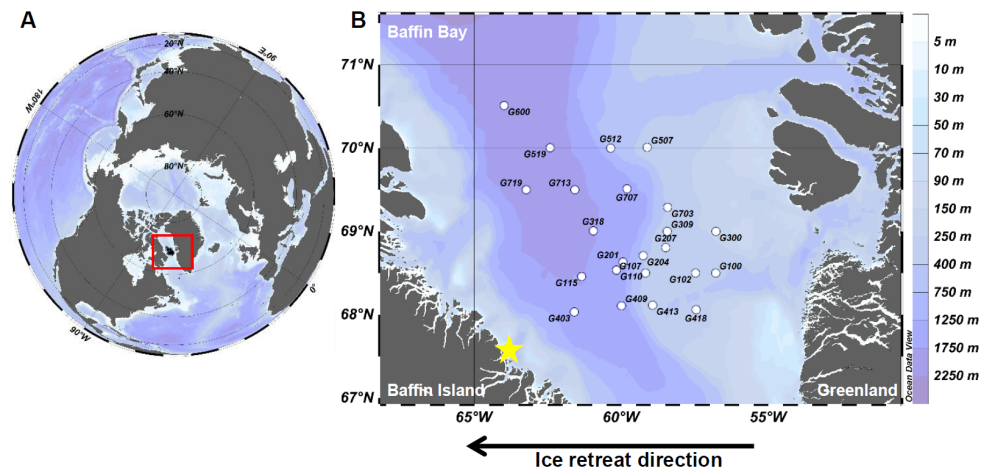 A
20°N
40°N
60°N
80°N
90°E
180°W
90°W
0°
B
Baffin Bay
71°N
70°N
69°N
68°N
67°N
G600
G512
G507
G519
G719
G713
G707
G703
G318
G309
G300
G207
G201
G204
G107
G110
G102
G100
G115
G409
G413
G418
G403
Baffin Island
Greenland
65°W
60°W
55°W
Ocean Data View
5 m
10 m
30 m
50 m
70 m
90 m
150 m
250 m
400 m
750 m
1250 m
1750 m
2250 m
Ice retreat direction